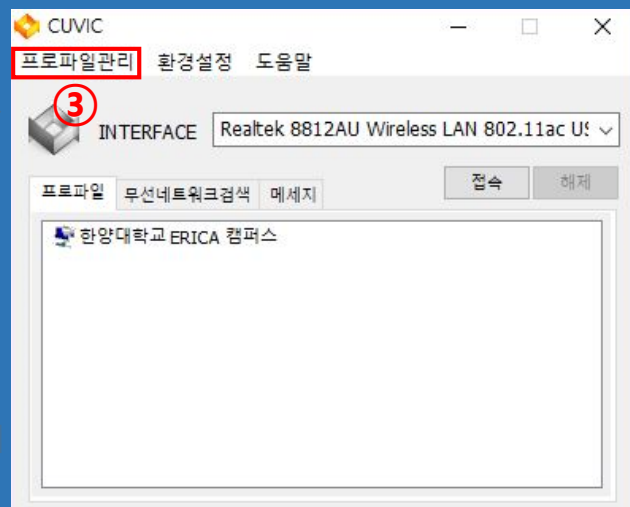 CUVIC
프로파일관리 환경설정 도움말
③
INTERFACE Realtek 8812AU Wireless LAN 802.11ac
접속 해제
프로파일 무선네트워크검색 메세지
한양대학교 ERICA 캠퍼스